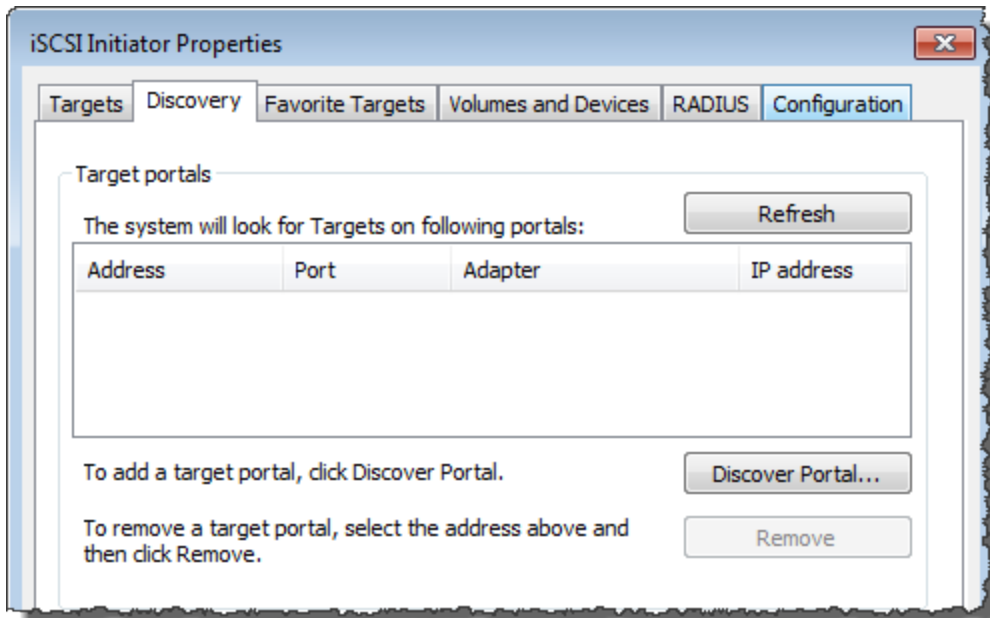 iSCSI Initiator Properties
Targets Discovery Favorite Targets Volumes and Devices RADIUS Configuration
Target portals
The system will look for Targets on following portals:
Refresh
Address Port Adapter IP address
To add a target portal, click Discover Portal.
Discover Portal...
To remove a target portal, select the address above and
then click Remove.
Remove